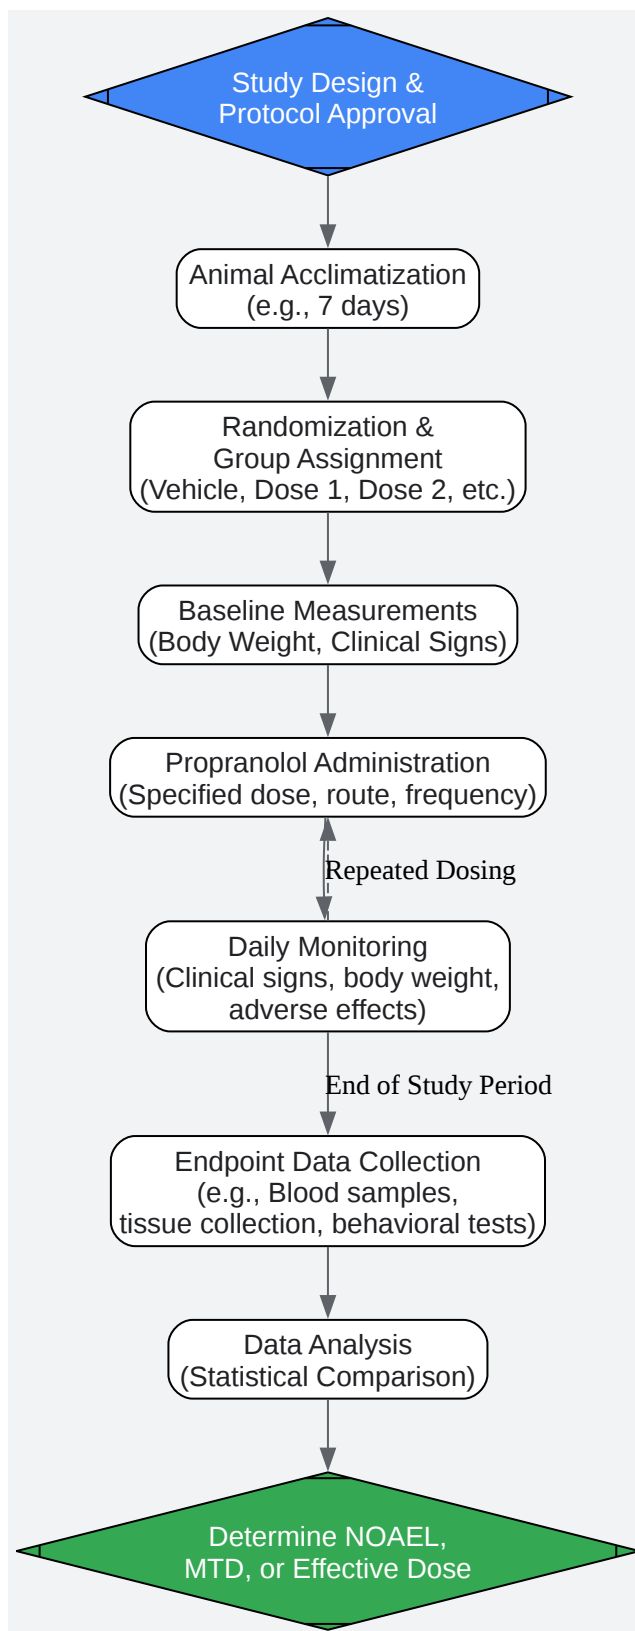 Study Design &
Protocol Approval
Animal Acclimatization
(e.g., 7 days)
Randomization &
Group Assignment
(Vehicle, Dose 1, Dose 2, etc.)
Baseline Measurements
(Body Weight, Clinical Signs)
Propranolol Administration
(Specified dose, route, frequency)
Repeated Dosing
Daily Monitoring
(Clinical signs, body weight,
adverse effects)
End of Study Period
Endpoint Data Collection
(e.g., Blood samples,
tissue collection, behavioral tests)
Data Analysis
(Statistical Comparison)
Determine NOAEL,
MTD, or Effective Dose